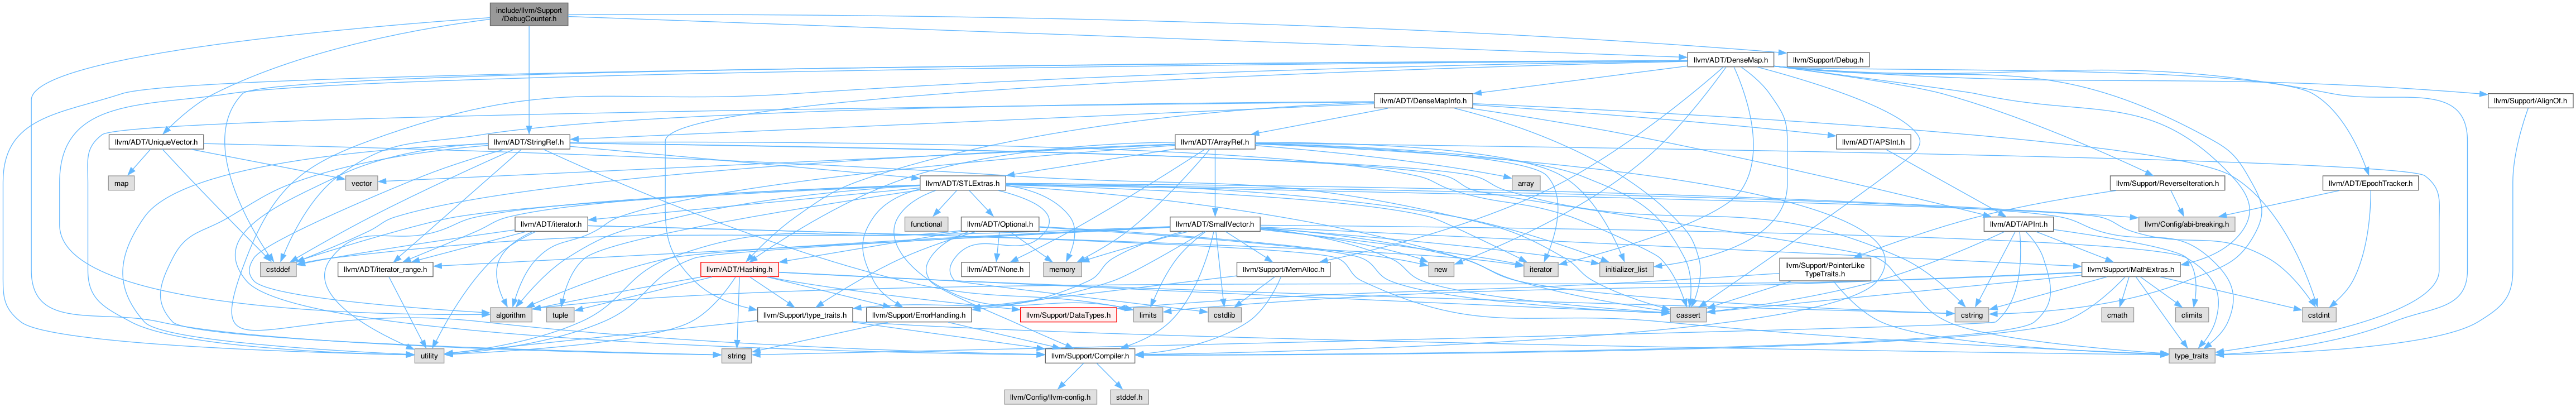 include/llvm/Support
/DebugCounter.h
llvm/ADT/DenseMap.h
llvm/Support/Debug.h
llvm/ADT/DenseMapInfo.h
llvm/Support/AlignOf.h
llvm/ADT/UniqueVector.h
llvm/ADT/StringRef.h
llvm/ADT/ArrayRef.h
llvm/ADT/APSInt.h
map
vector
llvm/ADT/STLExtras.h
array
llvm/Support/ReverseIteration.h
llvm/ADT/EpochTracker.h
llvm/ADT/iterator.h
functional
llvm/ADT/Optional.h
llvm/ADT/SmallVector.h
llvm/ADT/APInt.h
llvm/Config/abi-breaking.h
cstddef
llvm/ADT/iterator_range.h
llvm/ADT/Hashing.h
llvm/ADT/None.h
memory
llvm/Support/MemAlloc.h
new
iterator
initializer_list
llvm/Support/PointerLike
TypeTraits.h
llvm/Support/MathExtras.h
algorithm
tuple
llvm/Support/type_traits.h
llvm/Support/ErrorHandling.h
llvm/Support/DataTypes.h
limits
cstdlib
cassert
cstring
cmath
climits
cstdint
utility
string
llvm/Support/Compiler.h
type_traits
llvm/Config/llvm-config.h
stddef.h